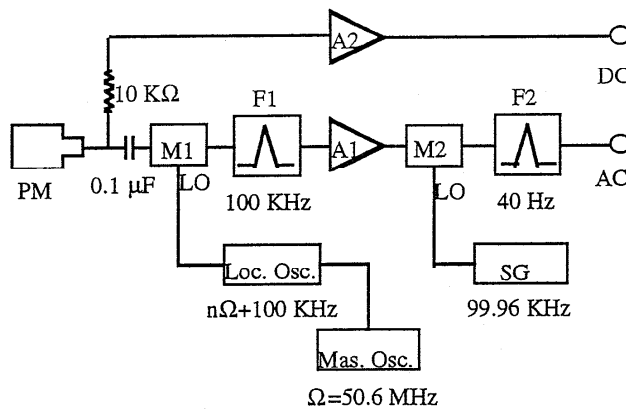 A2
DC
10 KΩ
F1
F2
M1
A1
M2
PM
0.1 µF
LO
LO
AC
100 KHz
40 Hz
Loc. Osc.
SG
nΩ+100 KHz
99.96 KHz
Mas. Osc.
Ω=50.6 MHz